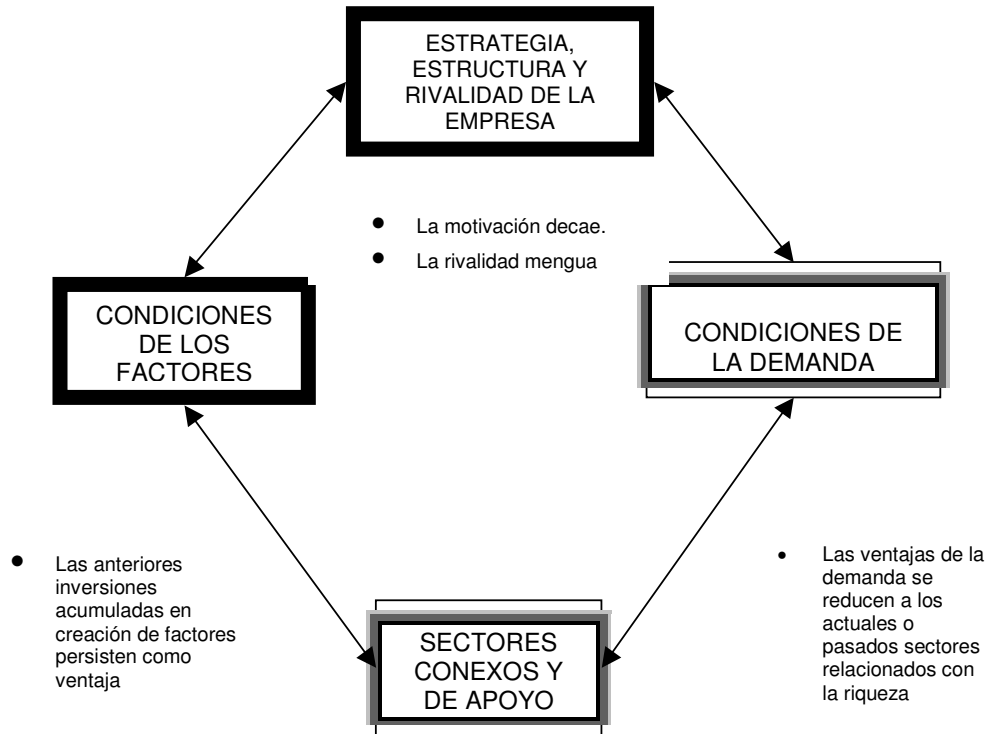 ESTRATEGIA,
ESTRUCTURA Y
RIVALIDAD DE LA
EMPRESA
• La motivación decae.
• La rivalidad mengua
CONDICIONES
DE LOS
FACTORES
CONDICIONES DE
LA DEMANDA
• Las anteriores
inversiones
acumuladas en
creación de factores
persisten como
ventaja
SECTORES
CONEXOS Y
DE APOYO
• Las ventajas de la
demanda se
reducen a los
actuales o
pasados sectores
relacionados con
la riqueza